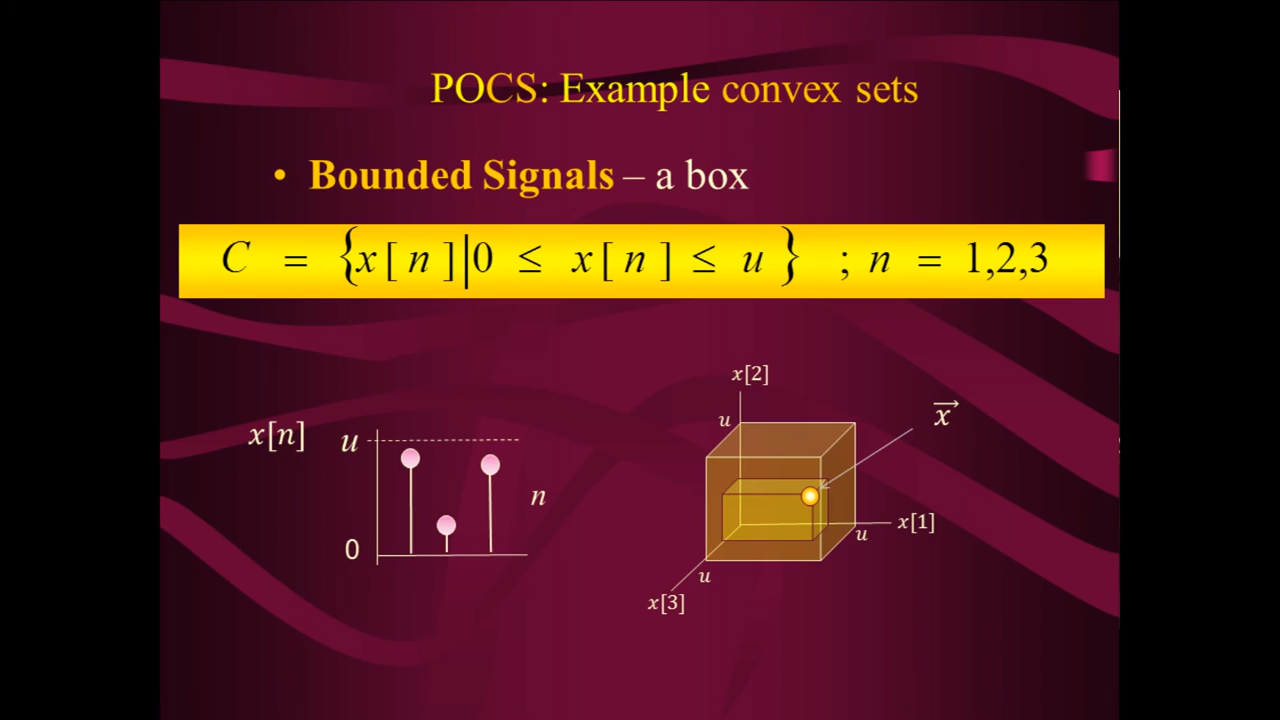 POCS: Example convex sets
• Bounded Signals – a box
C = {x[n]|0 ≤ x[n] ≤ u} ; n = 1,2,3
x[n]
u
n
0
x[2]
u
x⃗
x[1]
u
u
x[3]